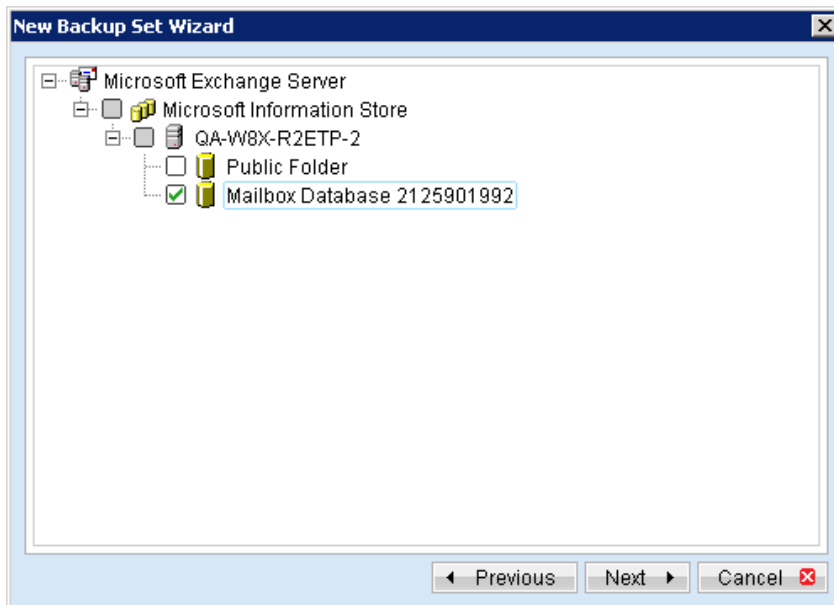 New Backup Set Wizard
Microsoft Exchange Server
Microsoft Information Store
QA-W8X-R2ETP-2
Public Folder
Mailbox Database 2125901992
Previous Next Cancel